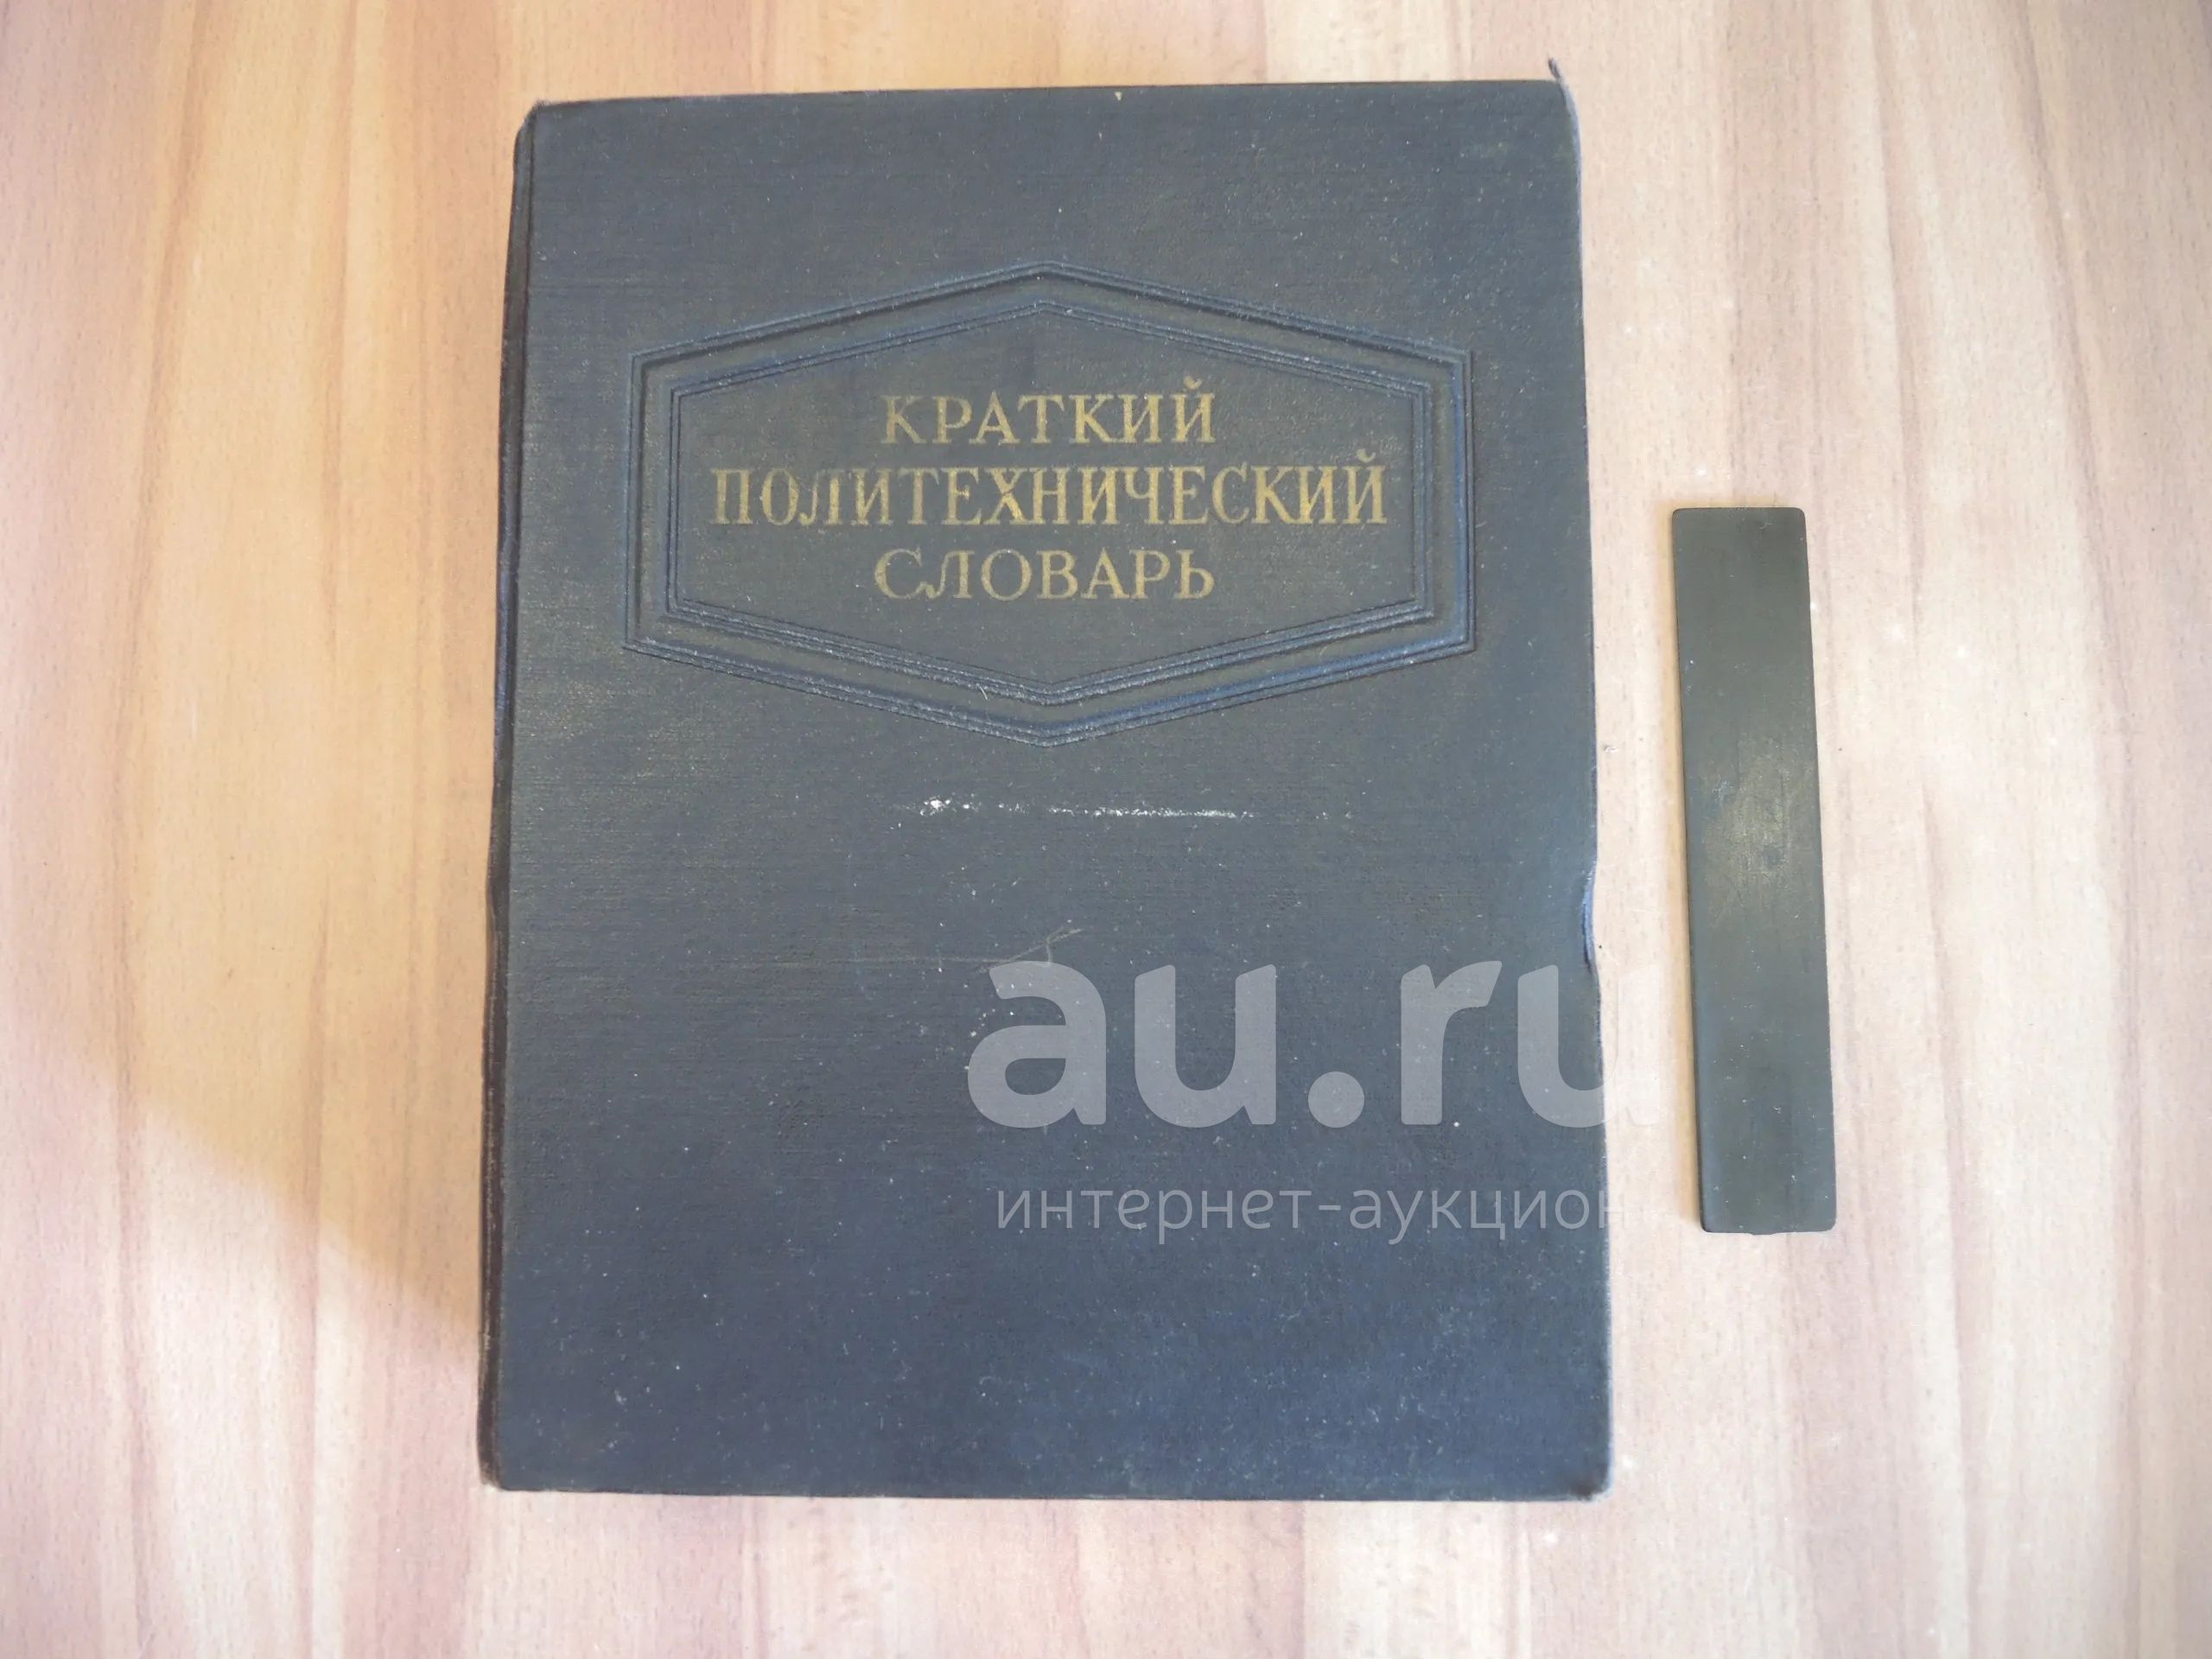 КРАТКИЙ
ПОЛИТЕХНИЧЕСКИЙ
СЛОВАРЬ
au.ru
интернет-аукцион